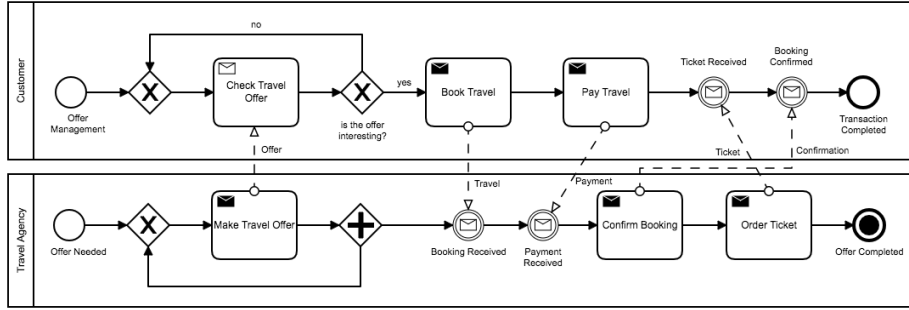 Customer
no
Offer
Management
Check Travel
Offer
is the offer
interesting?
yes
Book Travel
Pay Travel
Ticket Received
Booking
Confirmed
Transaction
Completed
Offer
Travel
Payment
Ticket
Confirmation
Travel Agency
Offer Needed
Make Travel Offer
Booking Received
Payment
Received
Confirm Booking
Order Ticket
Offer Completed